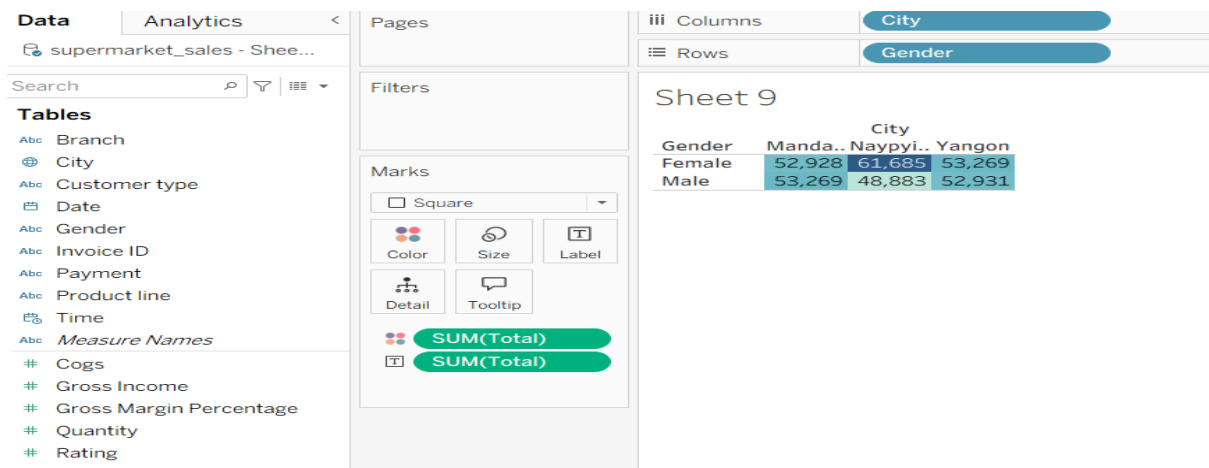 Data Analytics <
supermarket_sales - Shee...
Search
Tables
Abc Branch
City
Abc Customer type
Date
Abc Gender
Abc Invoice ID
Abc Payment
Abc Product line
Time
Abc Measure Names
# Cogs
# Gross Income
# Gross Margin Percentage
# Quantity
# Rating
Pages
Filters
Marks
Square
Color Size T Label
Detail Tooltip
SUM(Total)
T SUM(Total)
iii Columns City
Rows Gender
Sheet 9
City
Gender Manda.. Naypyi.. Yangon
Female 52,928 61,685 53,269
Male 53,269 48,883 52,931